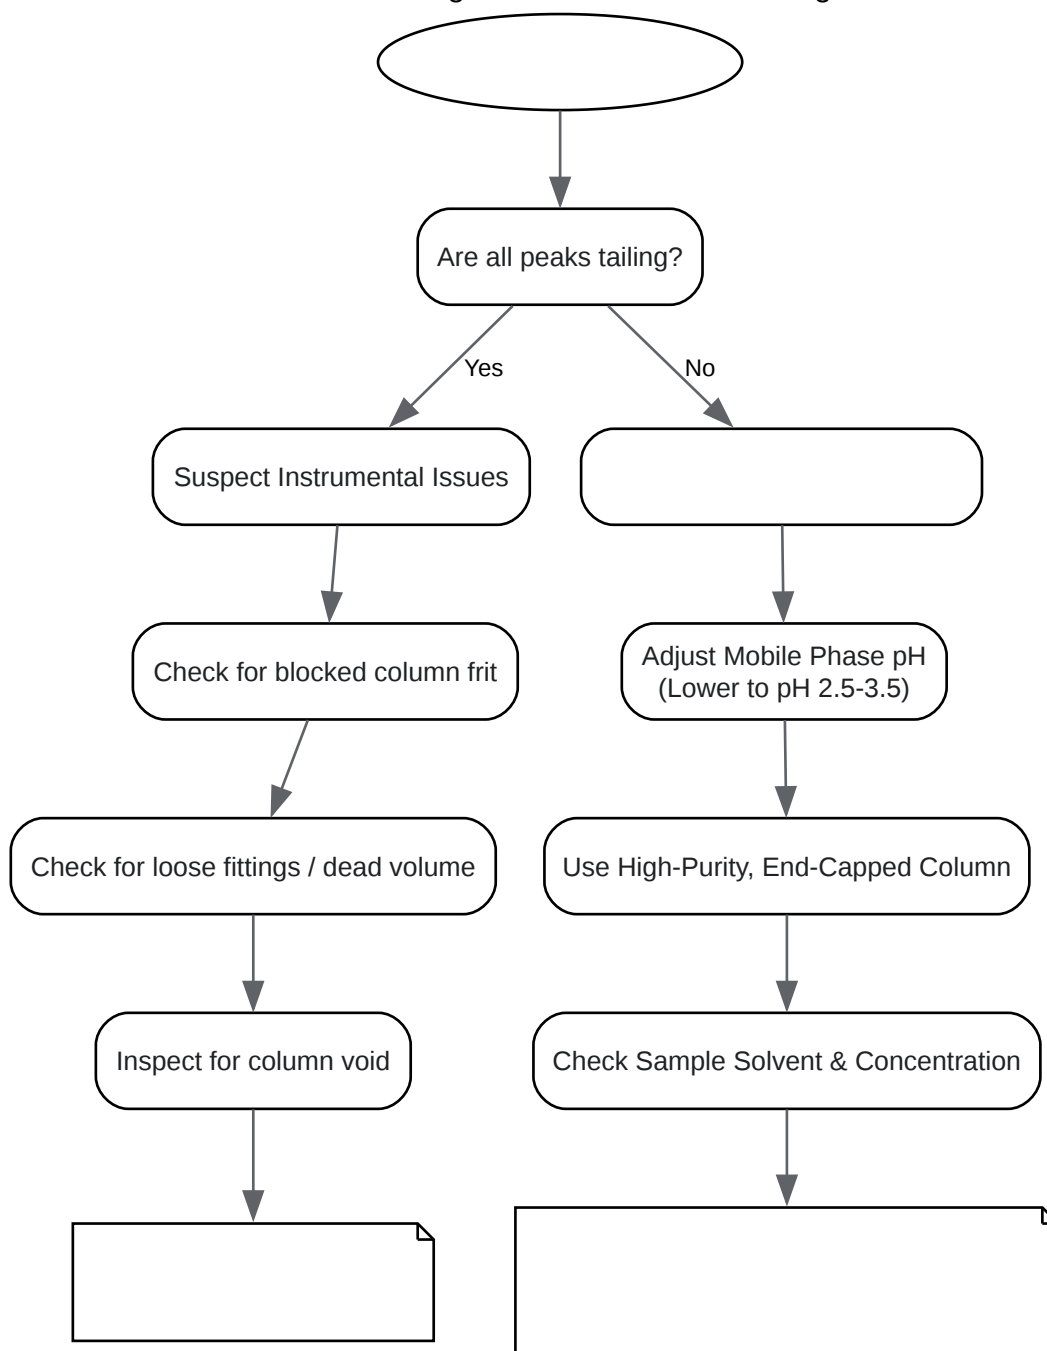 Are all peaks tailing?
Yes
No
Suspect Instrumental Issues
Check for blocked column frit
Adjust Mobile Phase pH
(Lower to pH 2.5-3.5)
Check for loose fittings / dead volume
Use High-Purity, End-Capped Column
Inspect for column void
Check Sample Solvent & Concentration